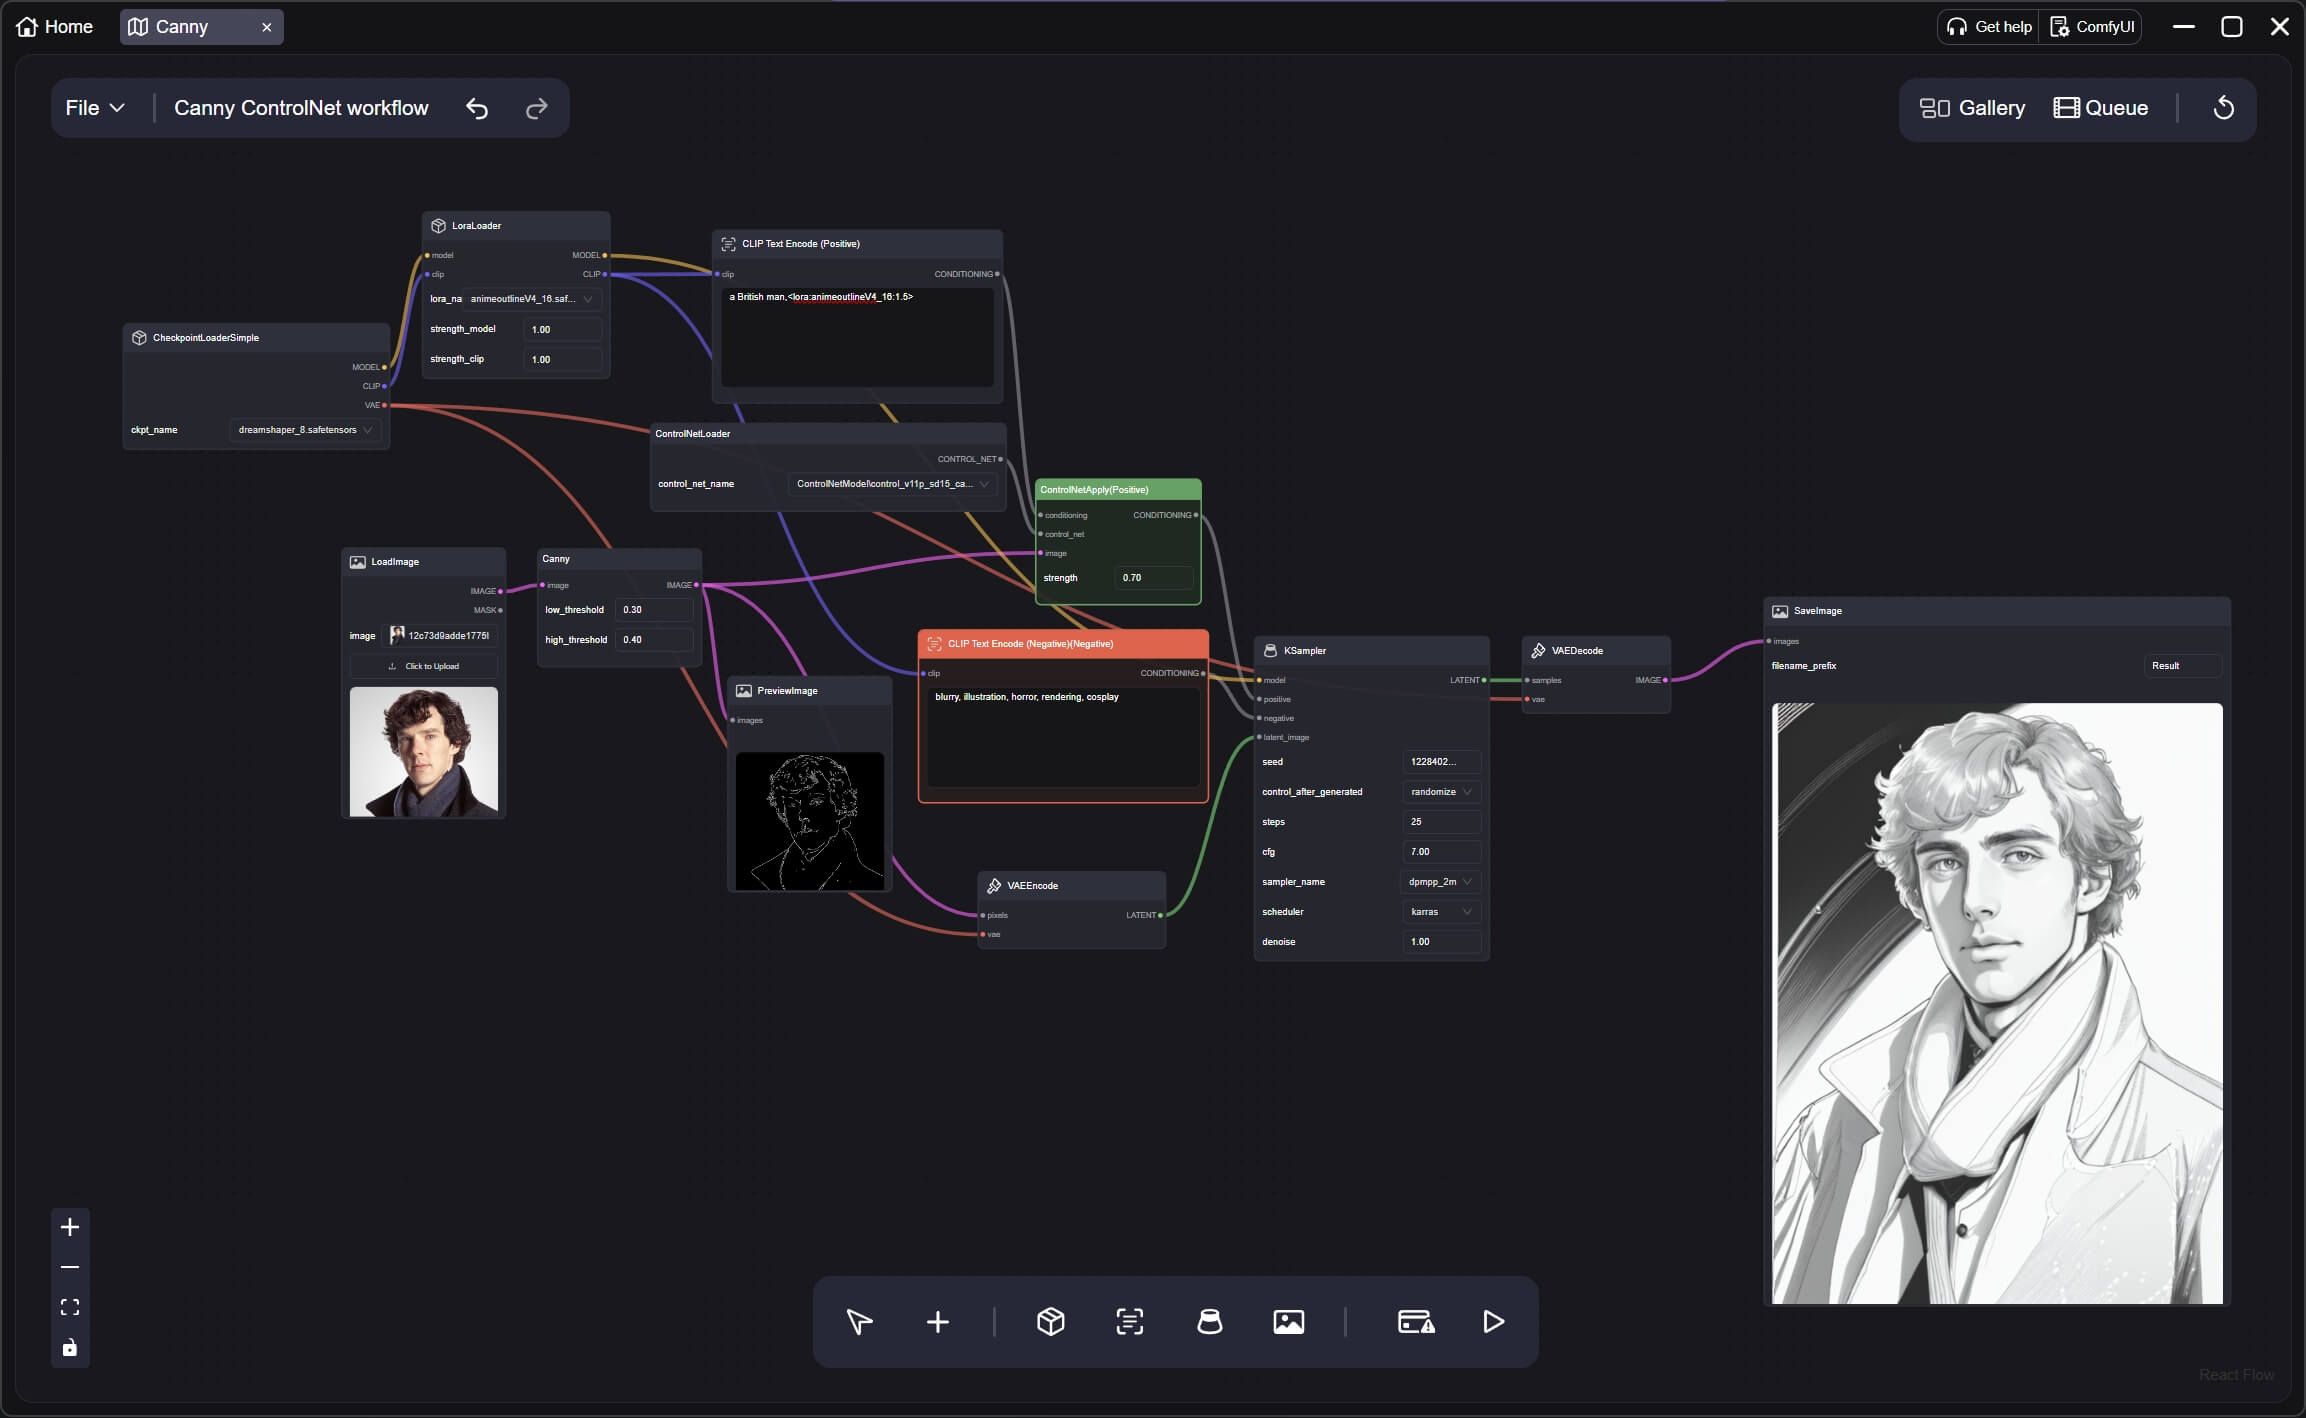 Home
Canny
Get help
ComfyUI
File
Canny ControlNet workflow
Gallery
Queue
LoraLoader
model
MODEL
clip
CLIP
lora_na
animeoutlineV4_16.saf...
strength_model
1.00
strength_clip
1.00
CLIP Text Encode (Positive)
clip
CONDITIONING
a British man,<lora:animeoutlineV4_16:1.5>
CheckpointLoaderSimple
MODEL
CLIP
VAE
ckpt_name
dreamshaper_8.safetensors
ControlNetLoader
CONTROL_NET
control_net_name
ControlNetModel\control_v11p_sd15_ca...
ControlNetApply(Positive)
conditioning
CONDITIONING
control_net
image
strength
0.70
LoadImage
IMAGE
MASK
image
12c73d9adde1775l
Click to Upload
Canny
image
IMAGE
low_threshold
0.30
high_threshold
0.40
PreviewImage
images
CLIP Text Encode (Negative)(Negative)
clip
CONDITIONING
blurry, illustration, horror, rendering, cosplay
VAEEncode
pixels
LATENT
vae
KSampler
model
LATENT
positive
negative
latent_image
seed
1228402...
control_after_generated
randomize
steps
25
cfg
7.00
sampler_name
dpmpp_2m
scheduler
karras
denoise
1.00
VAEDecode
samples
IMAGE
vae
SaveImage
images
filename_prefix
Result
React Flow